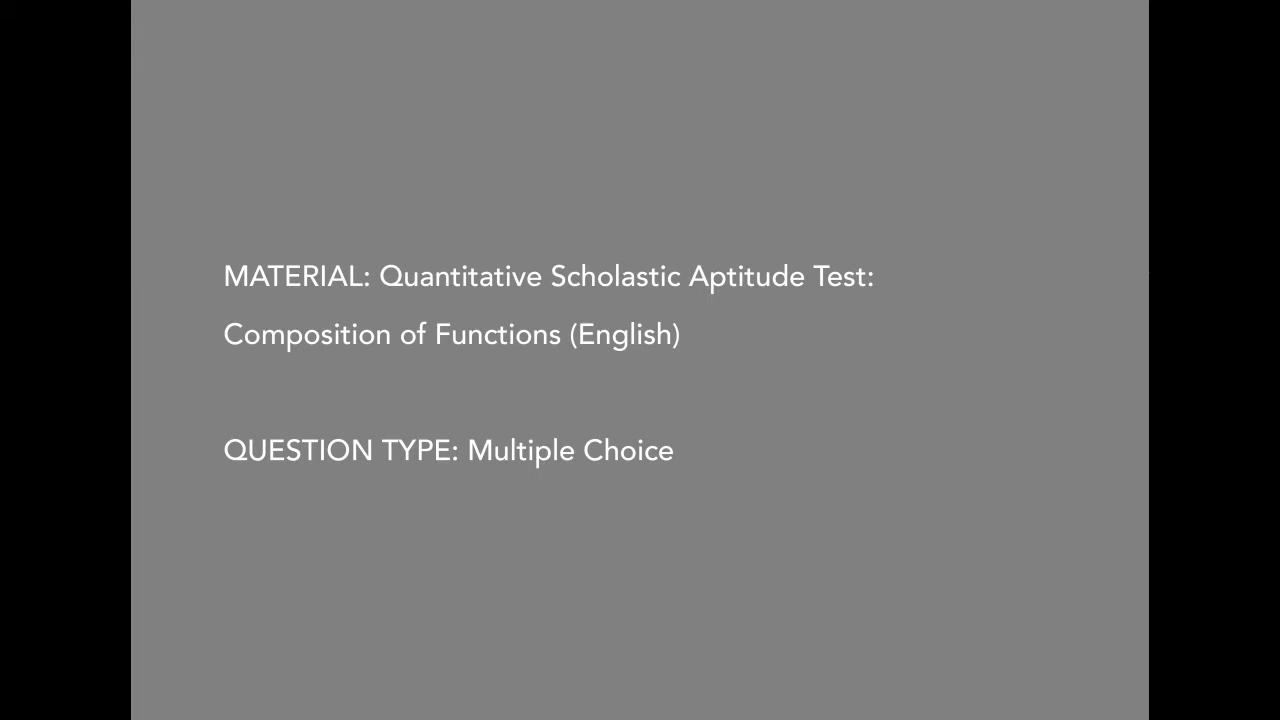 MATERIAL: Quantitative Scholastic Aptitude Test:
Composition of Functions (English)
QUESTION TYPE: Multiple Choice